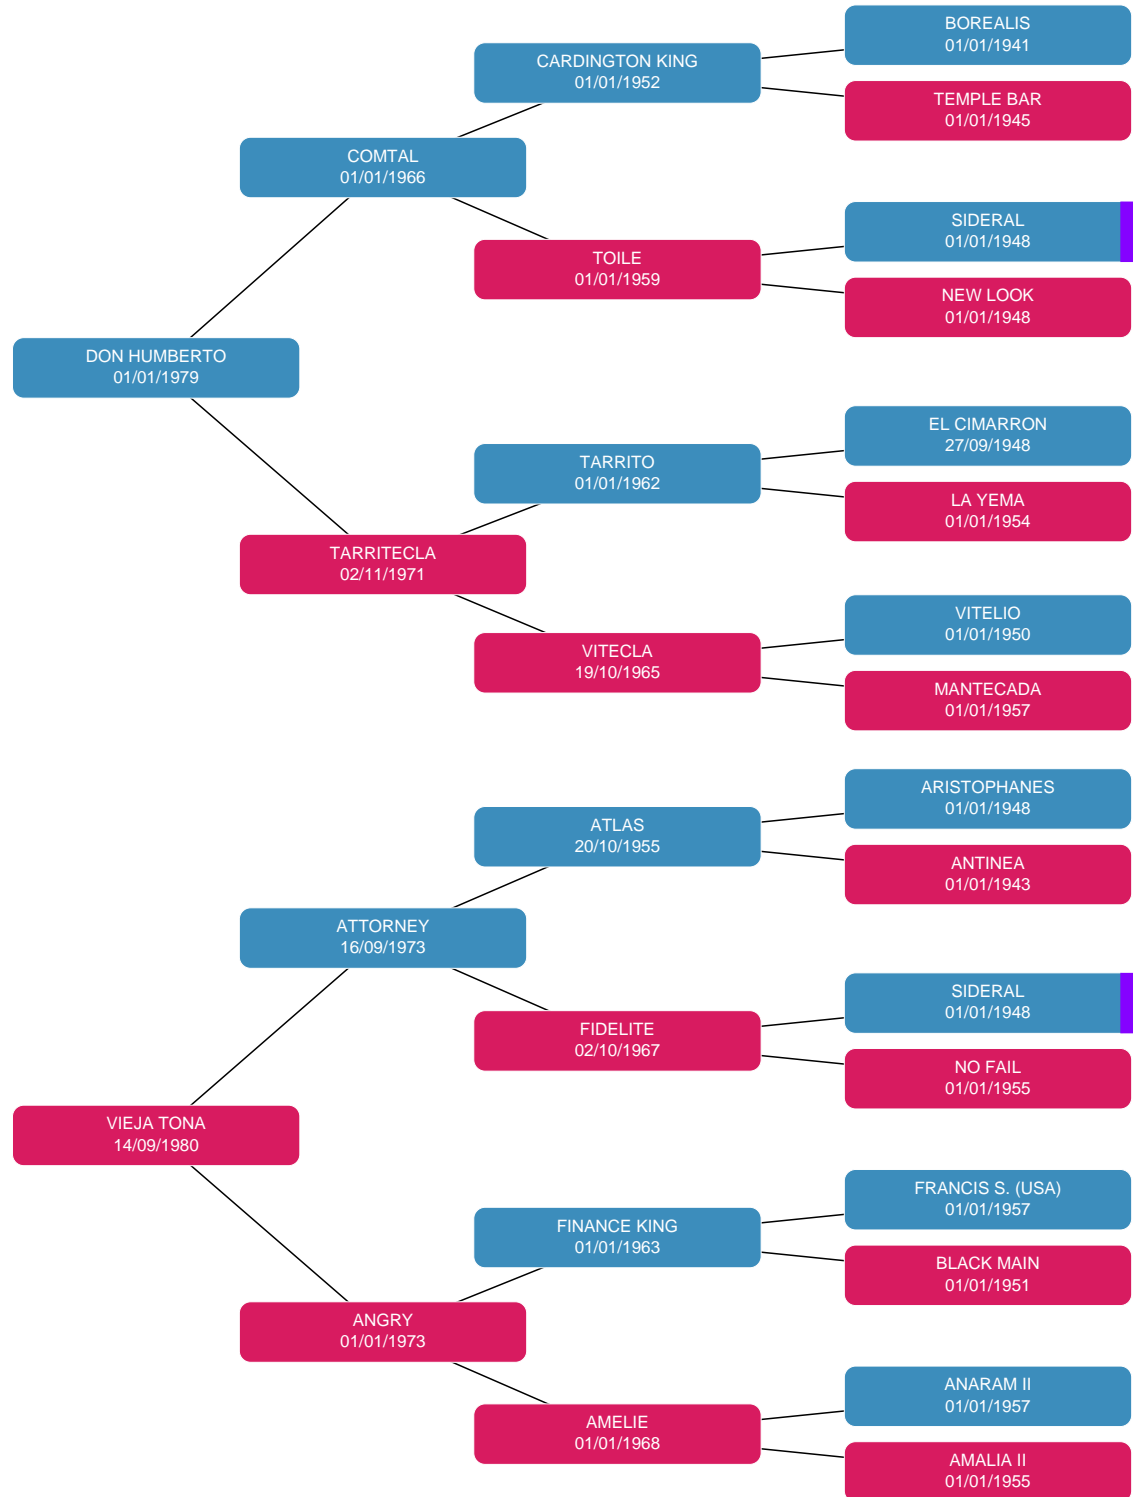 BOREALIS
01/01/1941
CARDINGTON KING
01/01/1952
TEMPLE BAR
01/01/1945
COMTAL
01/01/1966
SIDERAL
01/01/1948
TOILE
01/01/1959
NEW LOOK
01/01/1948
DON HUMBERTO
01/01/1979
EL CIMARRON
27/09/1948
TARRITO
01/01/1962
LA YEMA
01/01/1954
TARRITECLA
02/11/1971
VITELIO
01/01/1950
VITECLA
19/10/1965
MANTECADA
01/01/1957
ARISTOPHANES
01/01/1948
ATLAS
20/10/1955
ANTINEA
01/01/1943
ATTORNEY
16/09/1973
SIDERAL
01/01/1948
FIDELITE
02/10/1967
NO FAIL
01/01/1955
VIEJA TONA
14/09/1980
FRANCIS S. (USA)
01/01/1957
FINANCE KING
01/01/1963
BLACK MAIN
01/01/1951
ANGRY
01/01/1973
ANARAM II
01/01/1957
AMELIE
01/01/1968
AMALIA II
01/01/1955